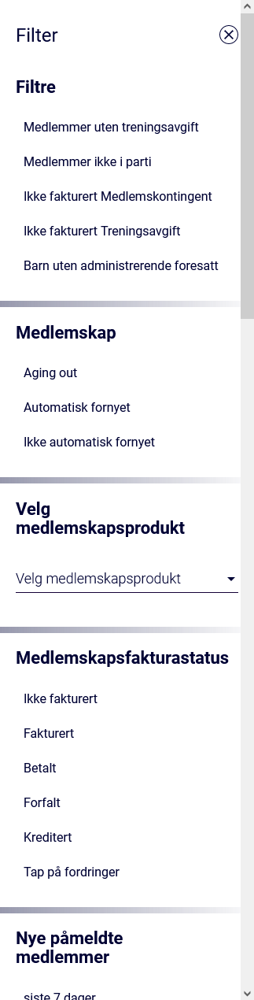 Filter
Filtre
Medlemmer uten treningsavgift
Medlemmer ikke i parti
Ikke fakturert Medlemskontingent
Ikke fakturert Treningsavgift
Barn uten administrerende foresatt
Medlemskap
Aging out
Automatisk fornyet
Ikke automatisk fornyet
Velg
medlemskapsprodukt
Velg medlemskapsprodukt
Medlemskapsfakturastatus
Ikke fakturert
Fakturert
Betalt
Forfalt
Kreditert
Tap på fordringer
Nye påmeldte
medlemmer
siste 7 dager